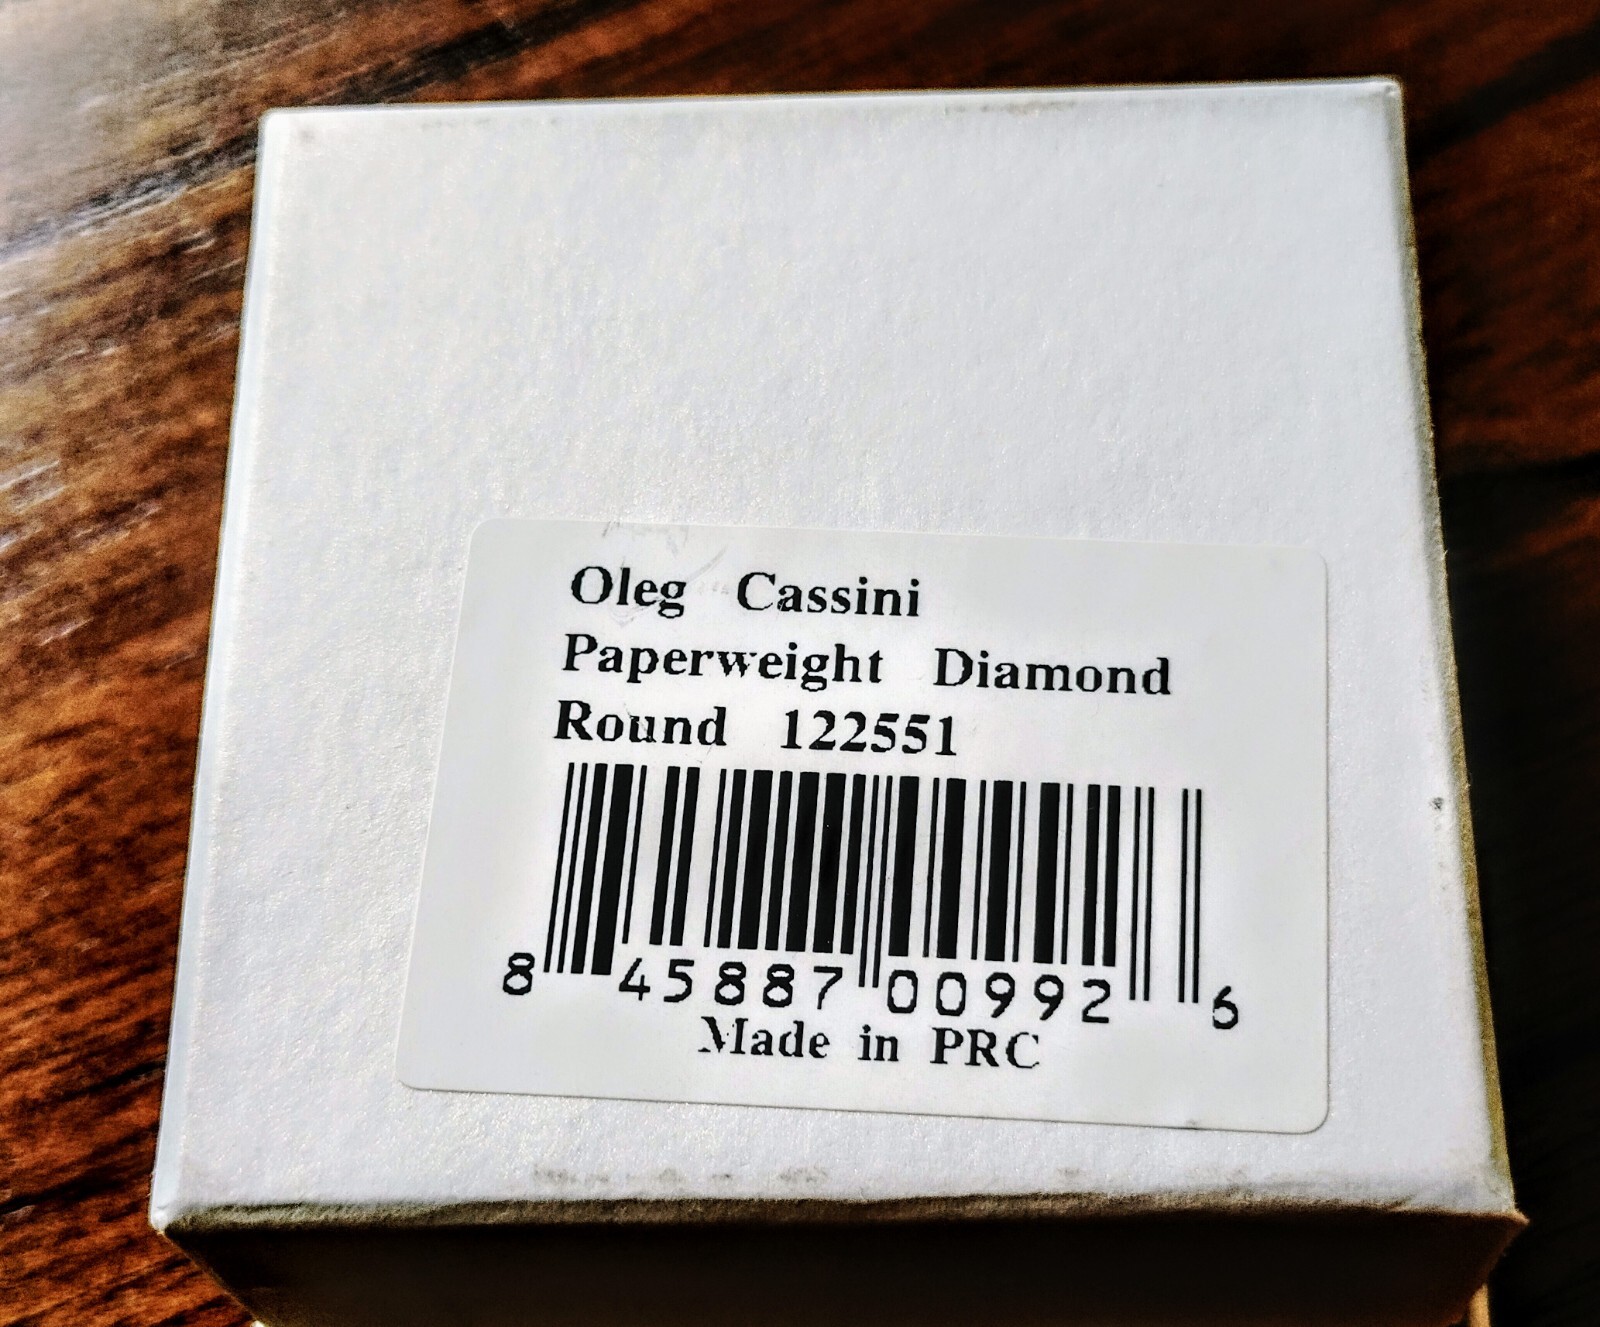 Oleg Cassini
Paperweight Diamond
Round 122551
8 45887 00992 6
Made in PRC